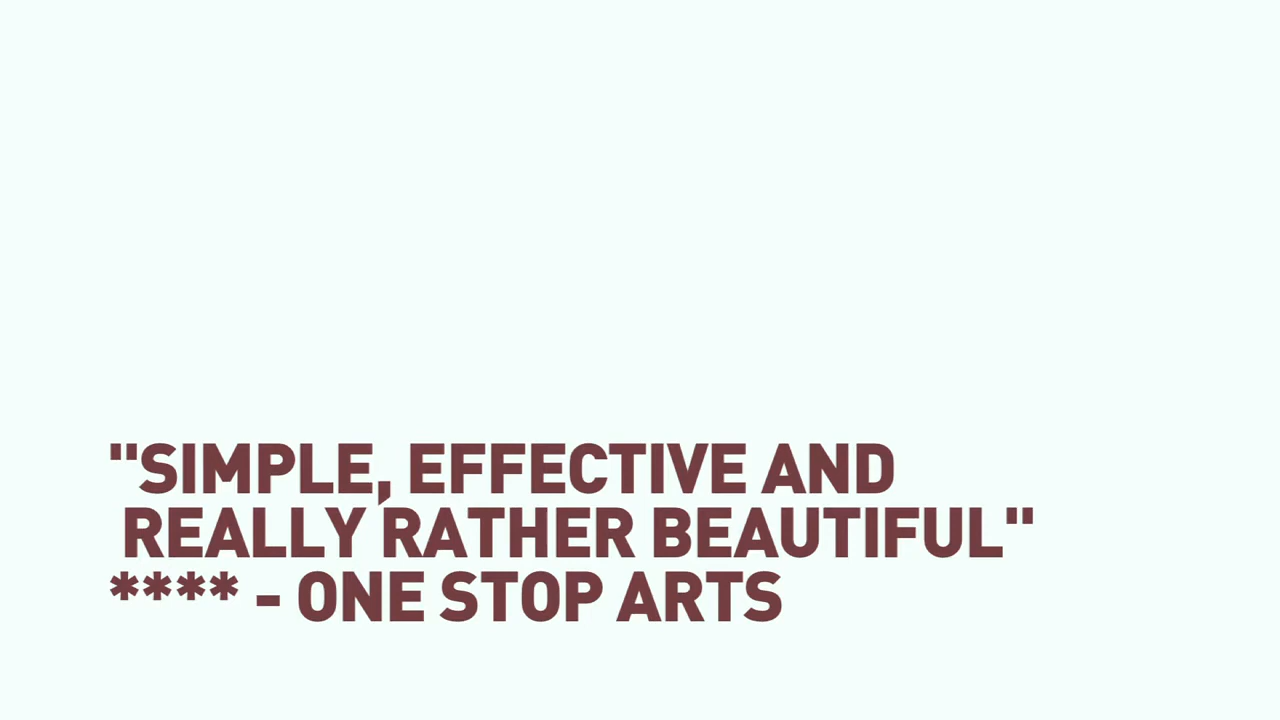 "SIMPLE, EFFECTIVE AND
REALLY RATHER BEAUTIFUL"
**** - ONE STOP ARTS